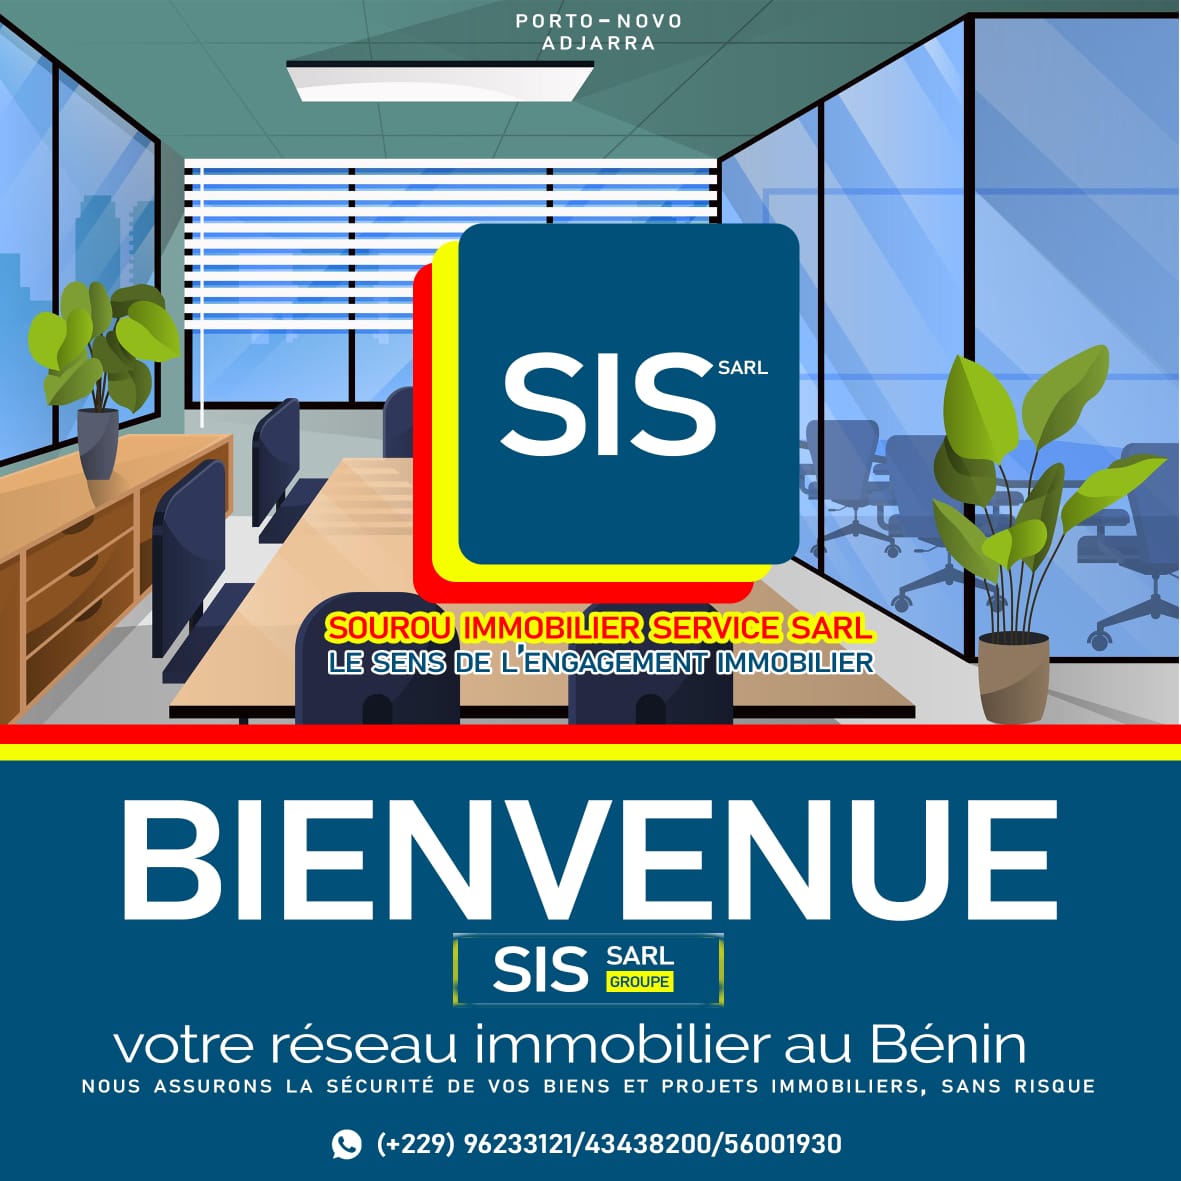 PORTO-NOVO
ADJARRA
SIS SARL
SOUROU IMMOBILIER SERVICE SARL
LE SENS DE L'ENGAGEMENT IMMOBILIER
BIENVENUE
SIS SARL
GROUPE
votre réseau immobilier au Bénin
NOUS ASSURONS LA SÉCURITÉ DE VOS BIENS ET PROJETS IMMOBILIERS, SANS RISQUE
(+229) 96233121/43438200/56001930